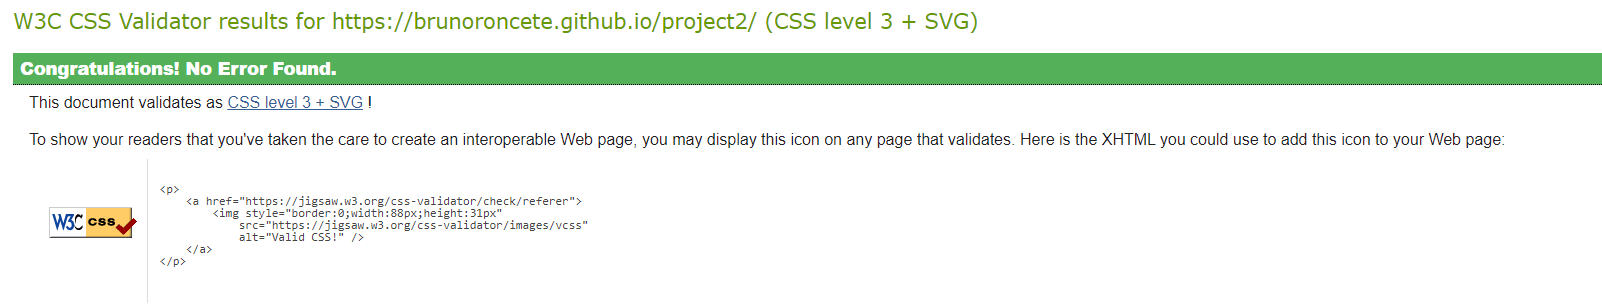 W3C CSS Validator results for https://brunoroncete.github.io/project2/ (CSS level 3 + SVG)
Congratulations! No Error Found.
This document validates as CSS level 3 + SVG !
To show your readers that you've taken the care to create an interoperable Web page, you may display this icon on any page that validates. Here is the XHTML you could use to add this icon to your Web page:
W3C css
<p>
    <a href="https://jigsaw.w3.org/css-validator/check/referer">
        <img style="border:0;width:88px;height:31px"
            src="https://jigsaw.w3.org/css-validator/images/vcss"
            alt="Valid CSS!" />
    </a>
</p>